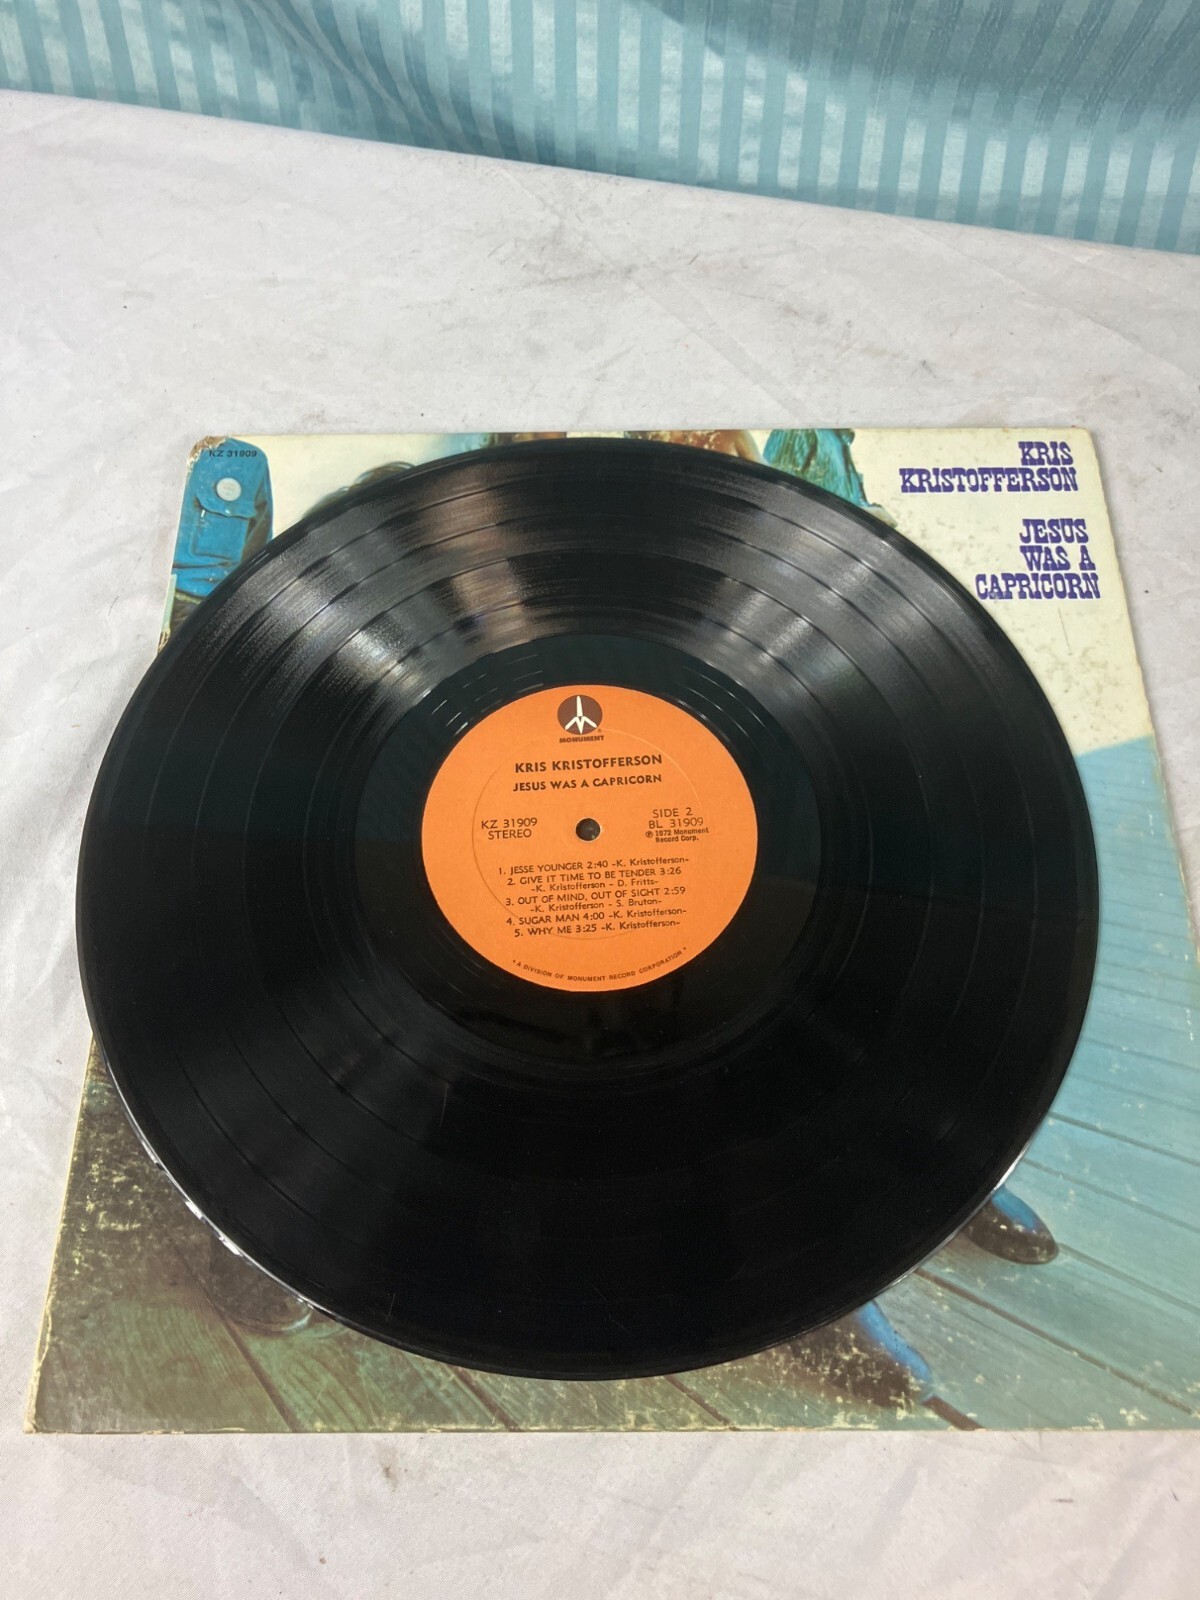 KZ 31909
KRIS
KRISTOFFERSON
JESUS
WAS A
CAPRICORN
MONUMENT
KRIS KRISTOFFERSON
JESUS WAS A CAPRICORN
KZ 31909
STEREO
SIDE 2
BL 31909
℗ 1972 Monument
Record Corp.
1. JESSE YOUNGER 2:40 -K. Kristofferson-
2. GIVE IT TIME TO BE TENDER 3:26
-K. Kristofferson - D. Fritts-
3. OUT OF MIND, OUT OF SIGHT 2:59
-K. Kristofferson - S. Bruton-
4. SUGAR MAN 4:00 -K. Kristofferson-
5. WHY ME 3:25 -K. Kristofferson-
• A DIVISION OF MONUMENT RECORD CORPORATION •